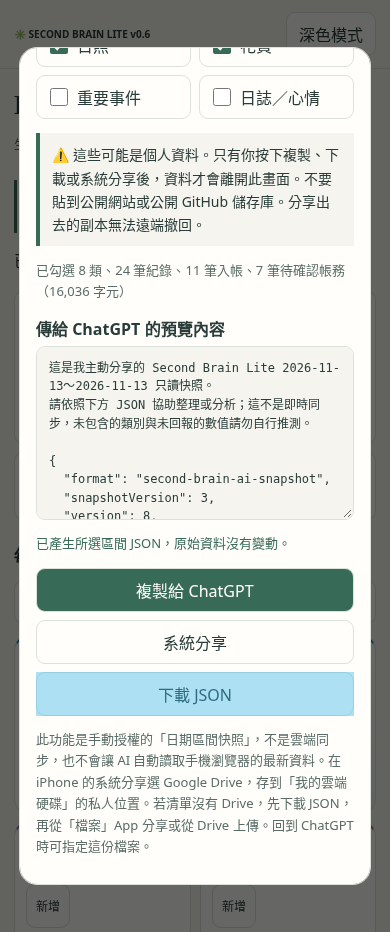 ✳ SECOND BRAIN LITE v0.6
深色模式
重要事件
日誌／心情
⚠️ 這些可能是個人資料。只有你按下複製、下
載或系統分享後，資料才會離開此畫面。不要
貼到公開網站或公開 GitHub 儲存庫。分享出
去的副本無法遠端撤回。
已勾選 8 類、24 筆紀錄、11 筆入帳、7 筆待確認帳務
（16,036 字元）
傳給 ChatGPT 的預覽內容
這是我主動分享的 Second Brain Lite 2026-11-
13～2026-11-13 只讀快照。
請依照下方 JSON 協助整理或分析；這不是即時同
步，未包含的類別與未回報的數值請勿自行推測。
{
"format": "second-brain-ai-snapshot",
"snapshotVersion": 3,
"version": 8,
已產生所選區間 JSON，原始資料沒有變動。
複製給 ChatGPT
系統分享
下載 JSON
此功能是手動授權的「日期區間快照」，不是雲端同
步，也不會讓 AI 自動讀取手機瀏覽器的最新資料。在
iPhone 的系統分享選 Google Drive，存到「我的雲端
硬碟」的私人位置。若清單沒有 Drive，先下載 JSON，
再從「檔案」App 分享或從 Drive 上傳。回到 ChatGPT
時可指定這份檔案。
新增
新增